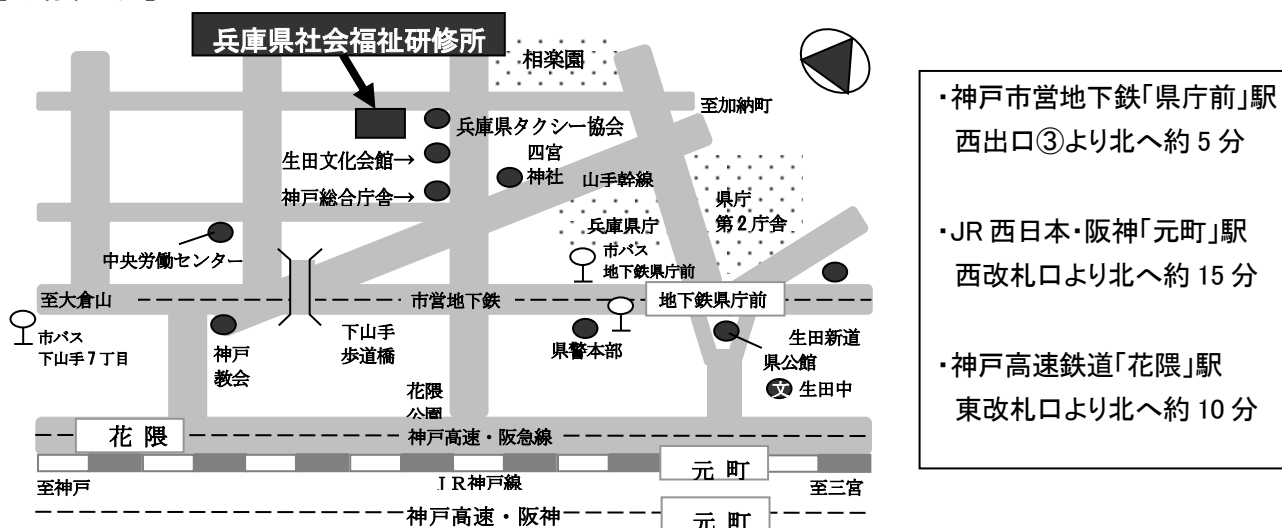 兵庫県社会福祉研修所
相楽園
至加納町
兵庫県タクシー協会
生田文化会館→
四宮
神社
山手幹線
神戸総合庁舎→
県庁
第2庁舎
兵庫県庁
中央労働センター
市バス
地下鉄県庁前
至大倉山
市営地下鉄
地下鉄県庁前
市バス
下山手7丁目
神戸
教会
下山手
歩道橋
県警本部
生田新道
県公館
文 生田中
花隈
公園
花 隈
神戸高速・阪急線
元 町
至神戸
JR神戸線
至三宮
神戸高速・阪神
元 町
・神戸市営地下鉄「県庁前」駅
西出口③より北へ約 5 分
・JR 西日本・阪神「元町」駅
西改札口より北へ約 15 分
・神戸高速鉄道「花隈」駅
東改札口より北へ約 10 分